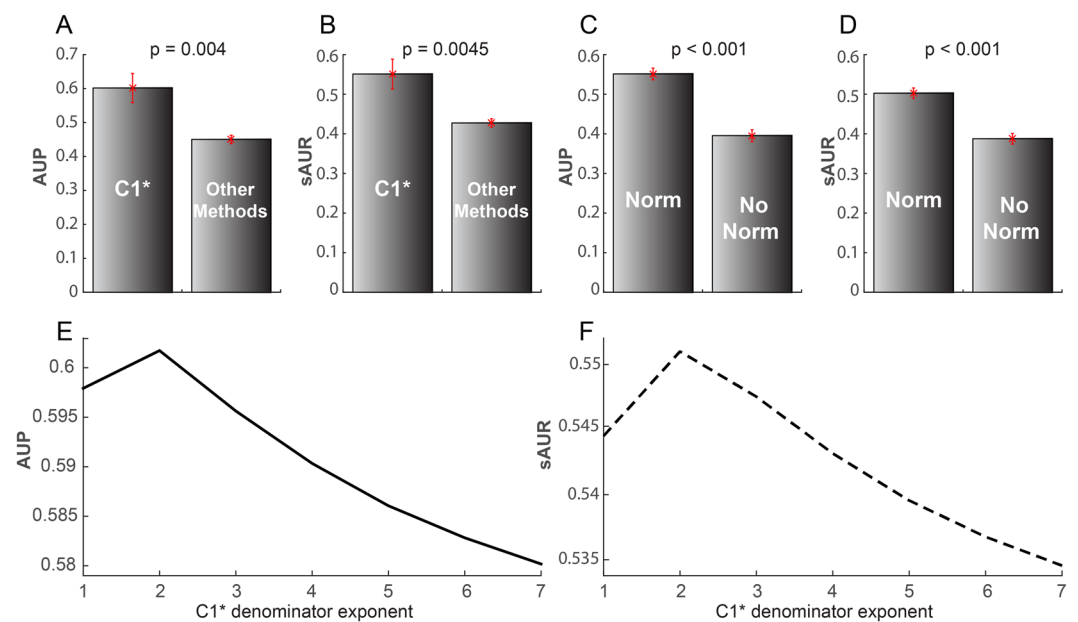 A
p = 0.004
0.7
0.6
0.5
0.4
0.3
0.2
0.1
0
AUP
C1*
Other
Methods
B
p = 0.0045
0.6
0.5
0.4
0.3
0.2
0.1
0
sAUR
C1*
Other
Methods
C
p < 0.001
0.6
0.5
0.4
0.3
0.2
0.1
0
AUP
Norm
No
Norm
D
p < 0.001
0.6
0.5
0.4
0.3
0.2
0.1
0
sAUR
Norm
No
Norm
E
0.6
0.595
0.59
0.585
0.58
AUP
1 2 3 4 5 6 7
C1* denominator exponent
F
0.55
0.545
0.54
0.535
sAUR
1 2 3 4 5 6 7
C1* denominator exponent